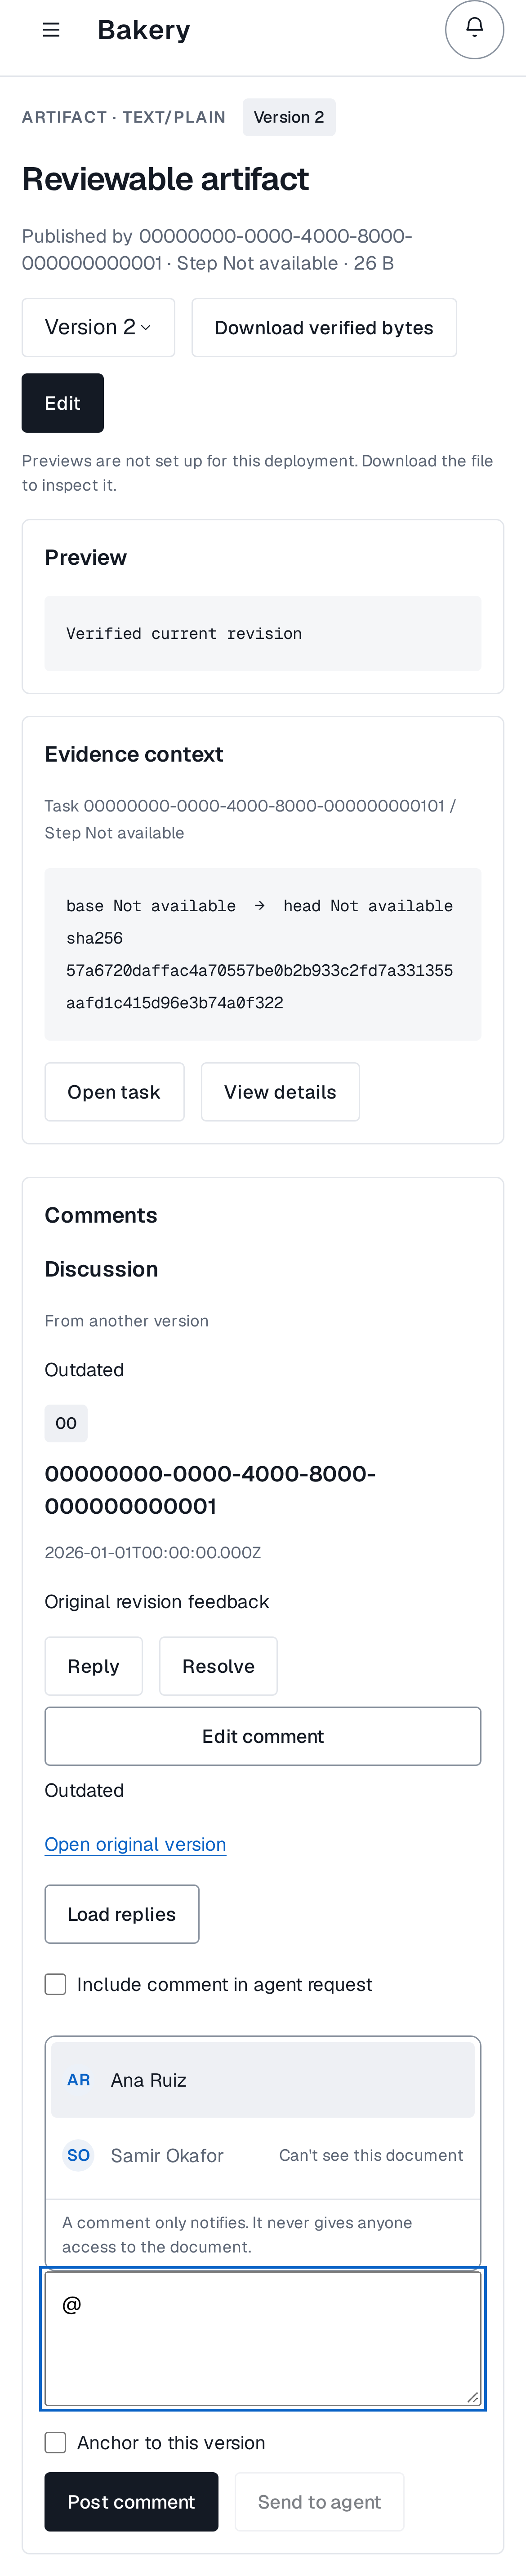 Bakery
ARTIFACT · TEXT/PLAIN Version 2
Reviewable artifact
Published by 00000000-0000-4000-8000-
000000000001 · Step Not available · 26 B
Version 2 Download verified bytes
Edit
Previews are not set up for this deployment. Download the file
to inspect it.
Preview
Verified current revision
Evidence context
Task 00000000-0000-4000-8000-000000000101 /
Step Not available
base Not available → head Not available
sha256
57a6720daffac4a70557be0b2b933c2fd7a331355
aafd1c415d96e3b74a0f322
Open task View details
Comments
Discussion
From another version
Outdated
00
00000000-0000-4000-8000-
000000000001
2026-01-01T00:00:00.000Z
Original revision feedback
Reply Resolve
Edit comment
Outdated
Open original version
Load replies
Include comment in agent request
AR Ana Ruiz
SO Samir Okafor Can't see this document
A comment only notifies. It never gives anyone
access to the document.
@
Anchor to this version
Post comment Send to agent